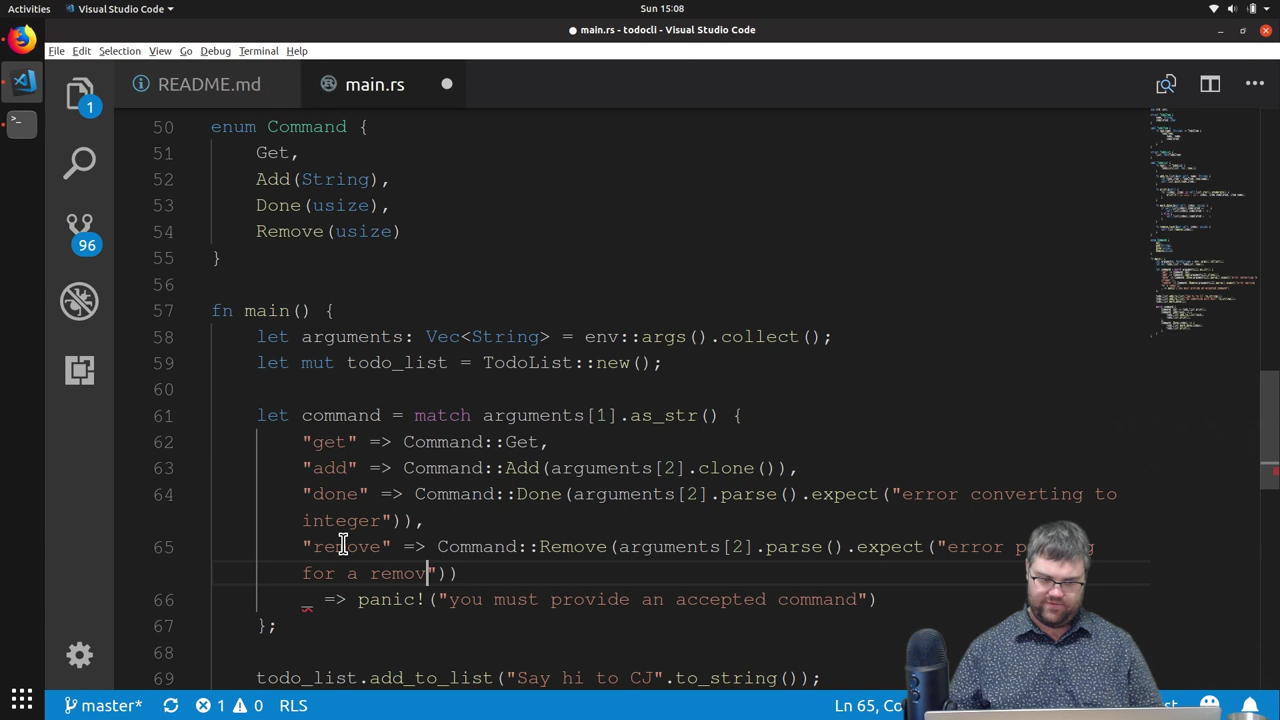 Activities Visual Studio Code Sun 15:08
main.rs - todocli - Visual Studio Code
File Edit Selection View Go Debug Terminal Help
README.md main.rs
1
96
50 enum Command {
51 Get,
52 Add(String),
53 Done(usize),
54 Remove(usize)
55 }
56
57 fn main() {
58 let arguments: Vec<String> = env::args().collect();
59 let mut todo_list = TodoList::new();
60
61 let command = match arguments[1].as_str() {
62 "get" => Command::Get,
63 "add" => Command::Add(arguments[2].clone()),
64 "done" => Command::Done(arguments[2].parse().expect("error converting to
integer")),
65 "remove" => Command::Remove(arguments[2].parse().expect("error
for a remov"))
66 _ => panic!("you must provide an accepted command")
67 };
68
69 todo_list.add_to_list("Say hi to CJ".to_string());
master* 1 0 RLS Ln 65,